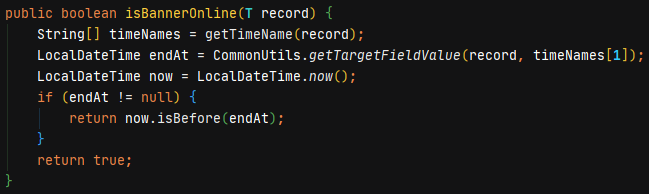 public boolean isBannerOnline(T record) {
    String[] timeNames = getTimeName(record);
    LocalDateTime endAt = CommonUtils.getTargetFieldValue(record, timeNames[1]);
    LocalDateTime now = LocalDateTime.now();
    if (endAt != null) {
        return now.isBefore(endAt);
    }
    return true;
}